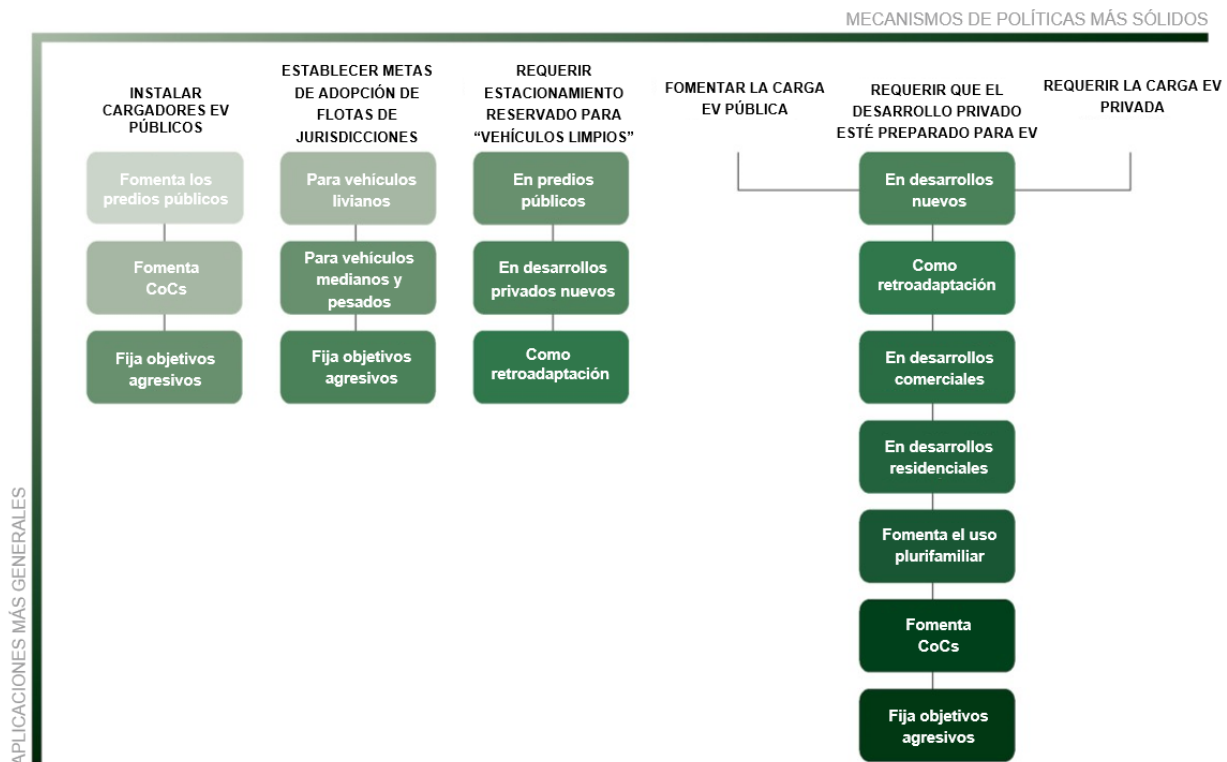 MECANISMOS DE POLÍTICAS MÁS SÓLIDOS
INSTALAR
CARGADORES EV
PÚBLICOS
Fomenta los
predios públicos
Fomenta
CoCs
Fija objetivos
agresivos
ESTABLECER METAS
DE ADOPCIÓN DE
FLOTAS DE
JURISDICCIONES
Para vehículos
livianos
Para vehículos
medianos y
pesados
Fija objetivos
agresivos
REQUERIR
ESTACIONAMIENTO
RESERVADO PARA
“VEHÍCULOS LIMPIOS”
En predios
públicos
En desarrollos
privados nuevos
Como
retroadaptación
FOMENTAR LA CARGA
EV PÚBLICA
REQUERIR QUE EL
DESARROLLO PRIVADO
ESTÉ PREPARADO PARA EV
REQUERIR LA CARGA EV
PRIVADA
En desarrollos
nuevos
Como
retroadaptación
En desarrollos
comerciales
En desarrollos
residenciales
Fomenta el uso
plurifamiliar
Fomenta
CoCs
Fija objetivos
agresivos
APLICACIONES MÁS GENERALES